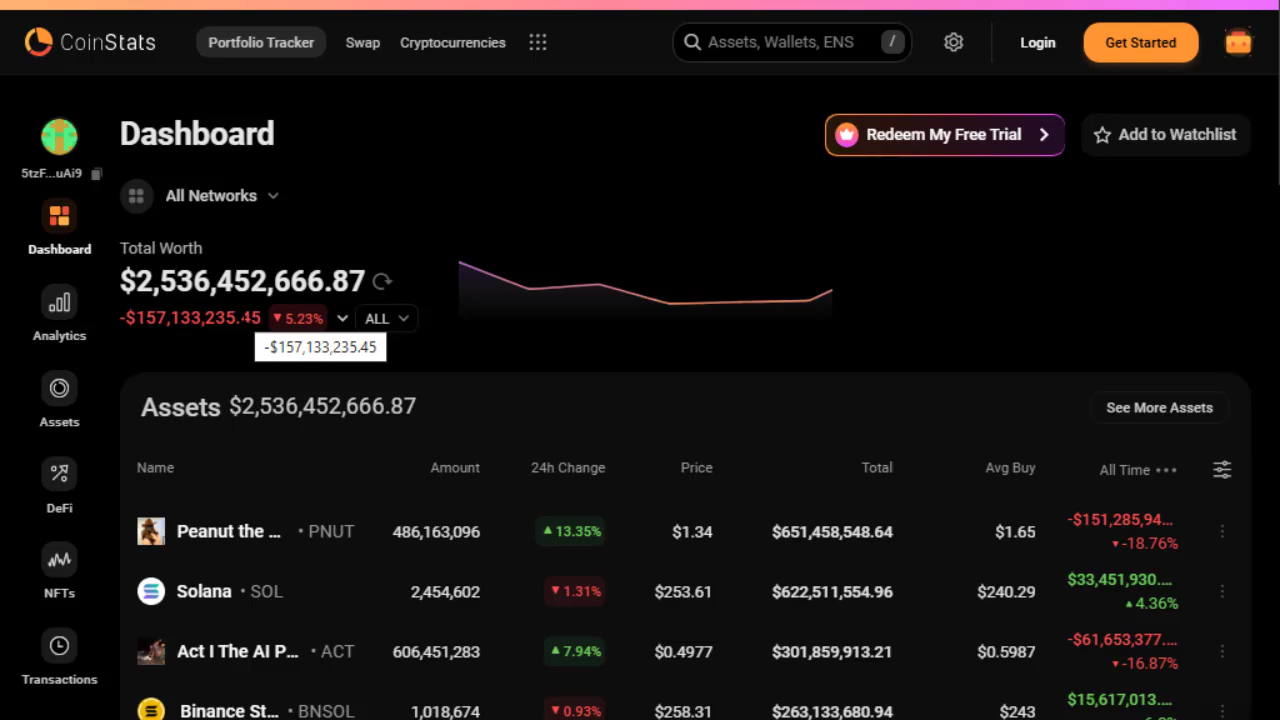 CoinStats Portfolio Tracker Swap Cryptocurrencies Assets, Wallets, ENS / Login Get Started
Dashboard Redeem My Free Trial Add to Watchlist
5tzF...uAi9
All Networks
Dashboard
Total Worth
$2,536,452,666.87
-$157,133,235.45 ▼5.23% ALL
-$157,133,235.45
Analytics
Assets $2,536,452,666.87 See More Assets
Assets
Name Amount 24h Change Price Total Avg Buy All Time •••
DeFi
Peanut the ... • PNUT 486,163,096 ▲13.35% $1.34 $651,458,548.64 $1.65 -$151,285,94...
▼-18.76%
NFTs
Solana • SOL 2,454,602 ▼1.31% $253.61 $622,511,554.96 $240.29 $33,451,930....
▲4.36%
Act I The AI P... • ACT 606,451,283 ▲7.94% $0.4977 $301,859,913.21 $0.5987 -$61,653,377....
▼-16.87%
Transactions
Binance St... • BNSOL 1,018,674 ▼0.93% $258.31 $263,133,680.94 $243 $15,617,013....